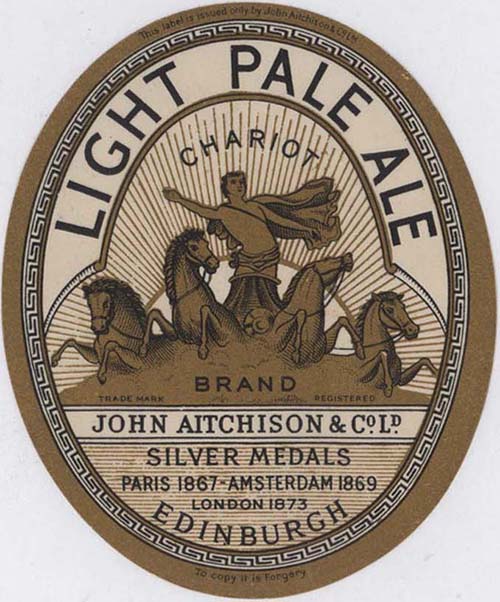 This label is issued only by John Aitchison & Co Ltd
LIGHT PALE ALE
CHARIOT
BRAND
TRADE MARK
REGISTERED
JOHN AITCHISON & Cº. Lᴰ.
SILVER MEDALS
PARIS 1867-AMSTERDAM 1869
LONDON 1873
EDINBURGH
To copy it is Forgery